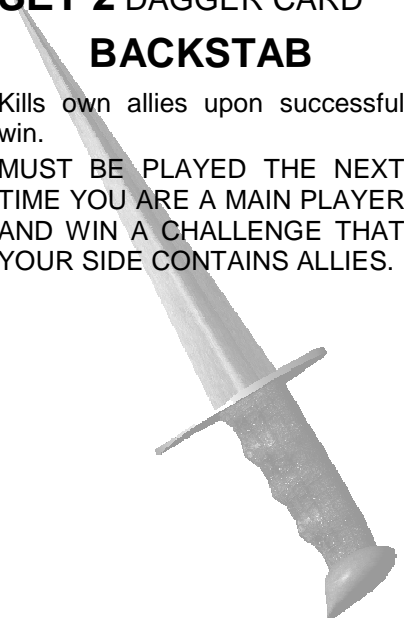 SET 2 DAGGER CARD
BACKSTAB
Kills own allies upon successful
win.
MUST BE PLAYED THE NEXT
TIME YOU ARE A MAIN PLAYER
AND WIN A CHALLENGE THAT
YOUR SIDE CONTAINS ALLIES.